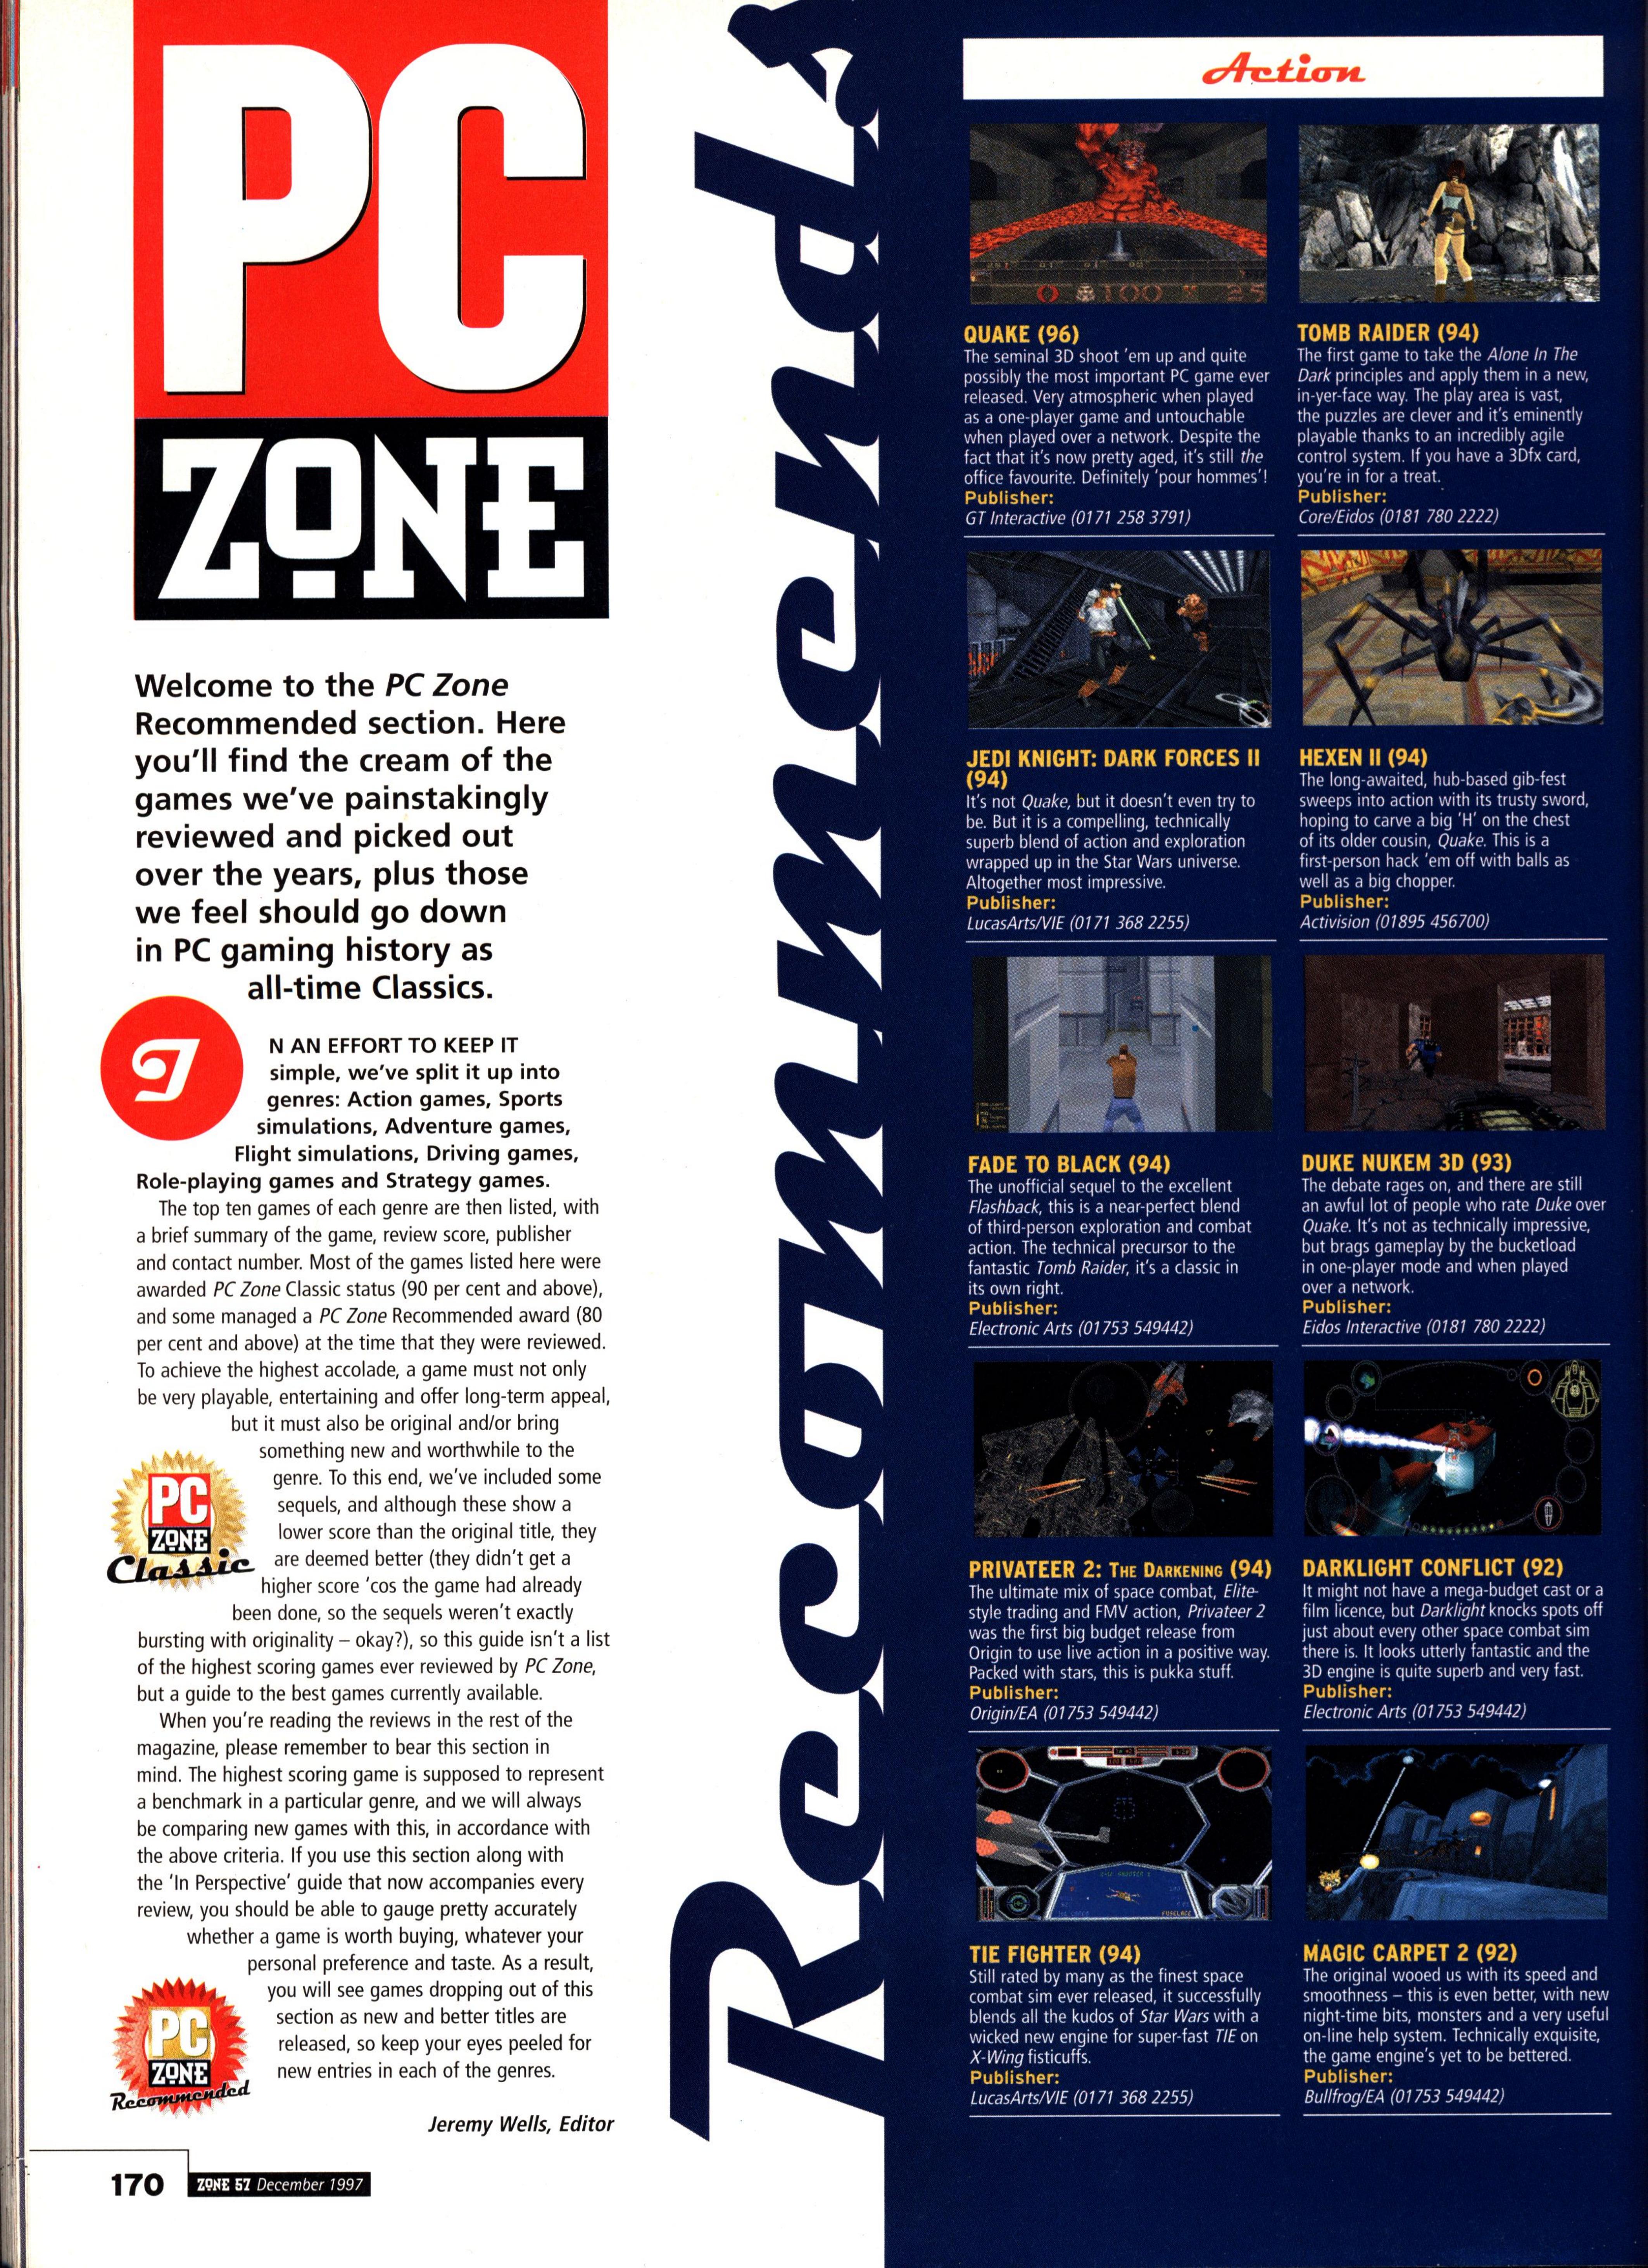 PC
ZONE
Welcome to the PC Zone
Recommended section. Here
you'll find the cream of the
games we've painstakingly
reviewed and picked out
over the years, plus those
we feel should go down
in PC gaming history as
all-time Classics.
I
N AN EFFORT TO KEEP IT
simple, we've split it up into
genres: Action games, Sports
simulations, Adventure games,
Flight simulations, Driving games,
Role-playing games and Strategy games.
The top ten games of each genre are then listed, with
a brief summary of the game, review score, publisher
and contact number. Most of the games listed here were
awarded PC Zone Classic status (90 per cent and above),
and some managed a PC Zone Recommended award (80
per cent and above) at the time that they were reviewed.
To achieve the highest accolade, a game must not only
be very playable, entertaining and offer long-term appeal,
but it must also be original and/or bring
something new and worthwhile to the
genre. To this end, we've included some
sequels, and although these show a
lower score than the original title, they
are deemed better (they didn't get a
higher score 'cos the game had already
been done, so the sequels weren't exactly
bursting with originality – okay?), so this guide isn't a list
of the highest scoring games ever reviewed by PC Zone,
but a guide to the best games currently available.
PC
ZONE
Classic
When you're reading the reviews in the rest of the
magazine, please remember to bear this section in
mind. The highest scoring game is supposed to represent
a benchmark in a particular genre, and we will always
be comparing new games with this, in accordance with
the above criteria. If you use this section along with
the 'In Perspective' guide that now accompanies every
review, you should be able to gauge pretty accurately
whether a game is worth buying, whatever your
personal preference and taste. As a result,
you will see games dropping out of this
section as new and better titles are
released, so keep your eyes peeled for
new entries in each of the genres.
PC
ZONE
Recommended
Jeremy Wells, Editor
170
ZONE 57 December 1997
Recommends
Action
0 100 25
QUAKE (96)
The seminal 3D shoot 'em up and quite
possibly the most important PC game ever
released. Very atmospheric when played
as a one-player game and untouchable
when played over a network. Despite the
fact that it's now pretty aged, it's still the
office favourite. Definitely 'pour hommes'!
Publisher:
GT Interactive (0171 258 3791)
TOMB RAIDER (94)
The first game to take the Alone In The
Dark principles and apply them in a new,
in-yer-face way. The play area is vast,
the puzzles are clever and it's eminently
playable thanks to an incredibly agile
control system. If you have a 3Dfx card,
you're in for a treat.
Publisher:
Core/Eidos (0181 780 2222)
JEDI KNIGHT: DARK FORCES II
(94)
It's not Quake, but it doesn't even try to
be. But it is a compelling, technically
superb blend of action and exploration
wrapped up in the Star Wars universe.
Altogether most impressive.
Publisher:
LucasArts/VIE (0171 368 2255)
HEXEN II (94)
The long-awaited, hub-based gib-fest
sweeps into action with its trusty sword,
hoping to carve a big 'H' on the chest
of its older cousin, Quake. This is a
first-person hack 'em off with balls as
well as a big chopper.
Publisher:
Activision (01895 456700)
FADE TO BLACK (94)
The unofficial sequel to the excellent
Flashback, this is a near-perfect blend
of third-person exploration and combat
action. The technical precursor to the
fantastic Tomb Raider, it's a classic in
its own right.
Publisher:
Electronic Arts (01753 549442)
DUKE NUKEM 3D (93)
The debate rages on, and there are still
an awful lot of people who rate Duke over
Quake. It's not as technically impressive,
but brags gameplay by the bucketload
in one-player mode and when played
over a network.
Publisher:
Eidos Interactive (0181 780 2222)
PRIVATEER 2: THE DARKENING (94)
The ultimate mix of space combat, Elite-
style trading and FMV action, Privateer 2
was the first big budget release from
Origin to use live action in a positive way.
Packed with stars, this is pukka stuff.
Publisher:
Origin/EA (01753 549442)
DARKLIGHT CONFLICT (92)
It might not have a mega-budget cast or a
film licence, but Darklight knocks spots off
just about every other space combat sim
there is. It looks utterly fantastic and the
3D engine is quite superb and very fast.
Publisher:
Electronic Arts (01753 549442)
TIE FIGHTER (94)
Still rated by many as the finest space
combat sim ever released, it successfully
blends all the kudos of Star Wars with a
wicked new engine for super-fast TIE on
X-Wing fisticuffs.
Publisher:
LucasArts/VIE (0171 368 2255)
MAGIC CARPET 2 (92)
The original wooed us with its speed and
smoothness – this is even better, with new
night-time bits, monsters and a very useful
on-line help system. Technically exquisite,
the game engine's yet to be bettered.
Publisher:
Bullfrog/EA (01753 549442)